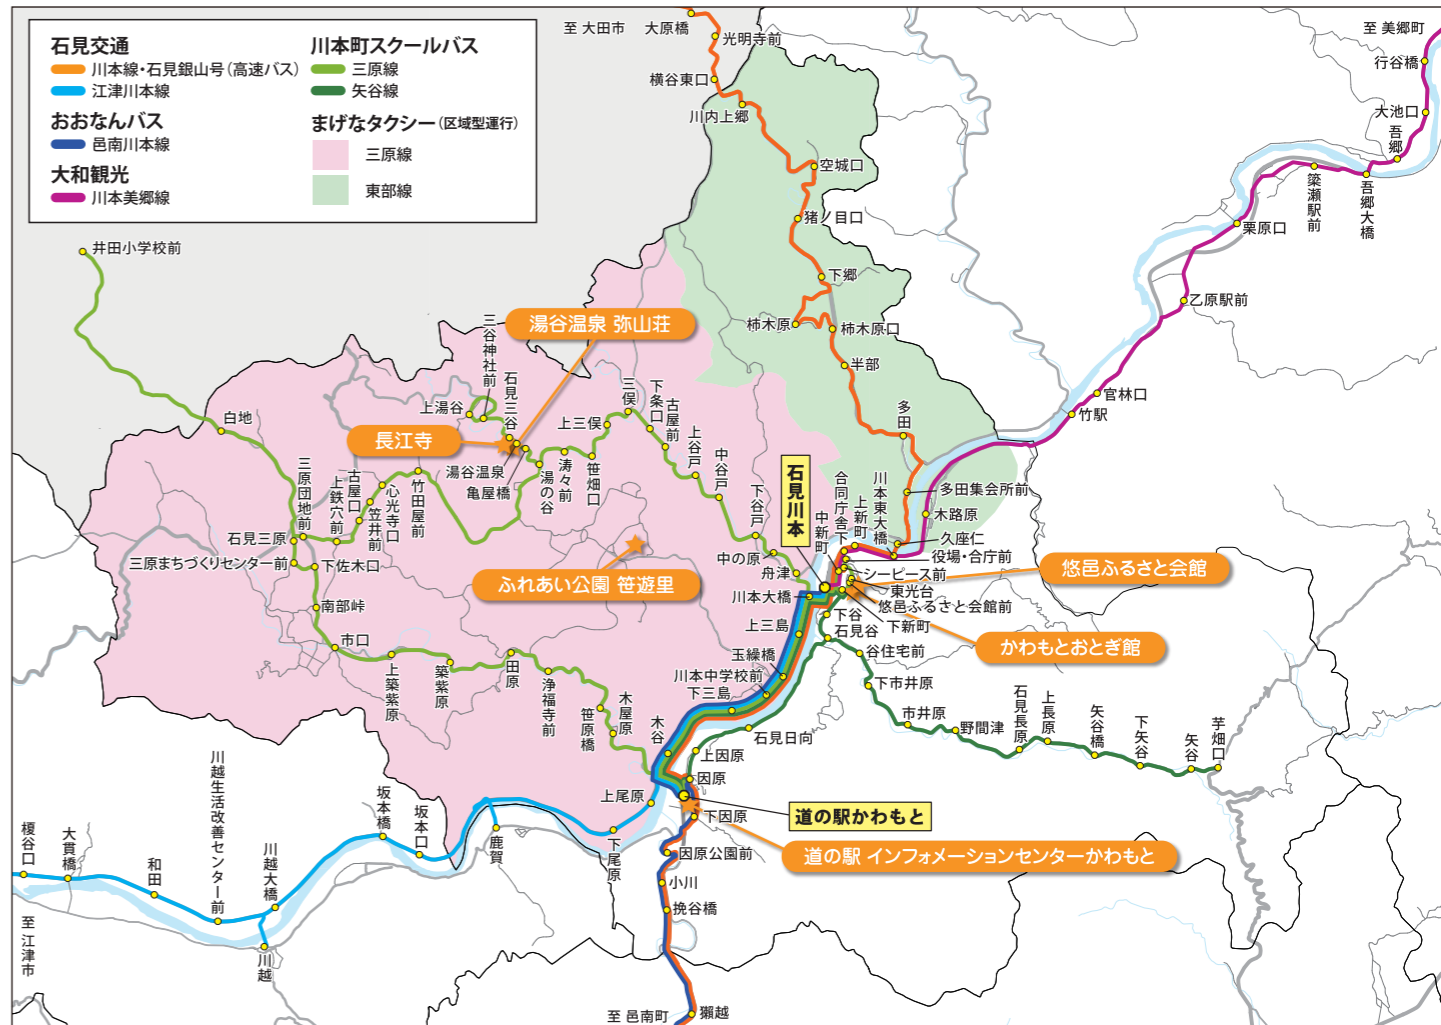 石見交通
川本線・石見銀山号(高速バス)
江津川本線
おおなんバス
邑南川本線
大和観光
川本美郷線
川本町スクールバス
三原線
矢谷線
まげなタクシー(区域型運行)
三原線
東部線
至 大田市
大原橋
光明寺前
横谷東口
川内上郷
空城口
猪ノ目口
下郷
柿木原
柿木原口
半部
多田
多田集会所前
久座仁
至 美郷町
行谷橋
大池口
吾郷
吾郷大橋
簗瀬駅前
栗原口
乙原駅前
官林口
竹駅
木路原
川本東大橋
上新町
合同庁舎下
中新町
役場・合庁前
シーピース前
東光台
悠邑ふるさと会館前
下新町
石見川本
悠邑ふるさと会館
かわもとおとぎ館
井田小学校前
白地
三原団地前
石見三原
三原まちづくりセンター前
上鉄穴前
古屋口
笠井前
心光寺口
竹田屋前
下佐木口
南部峠
市口
上築紫原
築紫原
田原
浄福寺前
笹原橋
木屋原
木谷
湯谷温泉 弥山荘
長江寺
三谷神社前
上湯谷
石見三谷
湯谷温泉
亀屋橋
湯の谷
涛々前
笹畑口
上三俣
三俣
下条口
古屋前
上谷戸
中谷戸
下谷戸
中の原
舟津
川本大橋
ふれあい公園 笹遊里
上三島
玉繰橋
川本中学校前
下三島
下谷
石見谷
谷住宅前
下市井原
市井原
野間津
石見長原
上長原
矢谷橋
下矢谷
矢谷
芋畑口
石見日向
上因原
因原
道の駅かわもと
下因原
道の駅 インフォメーションセンターかわもと
因原公園前
小川
挽谷橋
至 邑南町
獺越
上尾原
下尾原
鹿賀
坂本口
坂本橋
川越大橋
川越
川越生活改善センター前
和田
大貫橋
榎谷口
至 江津市